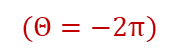 (Θ = −2π)